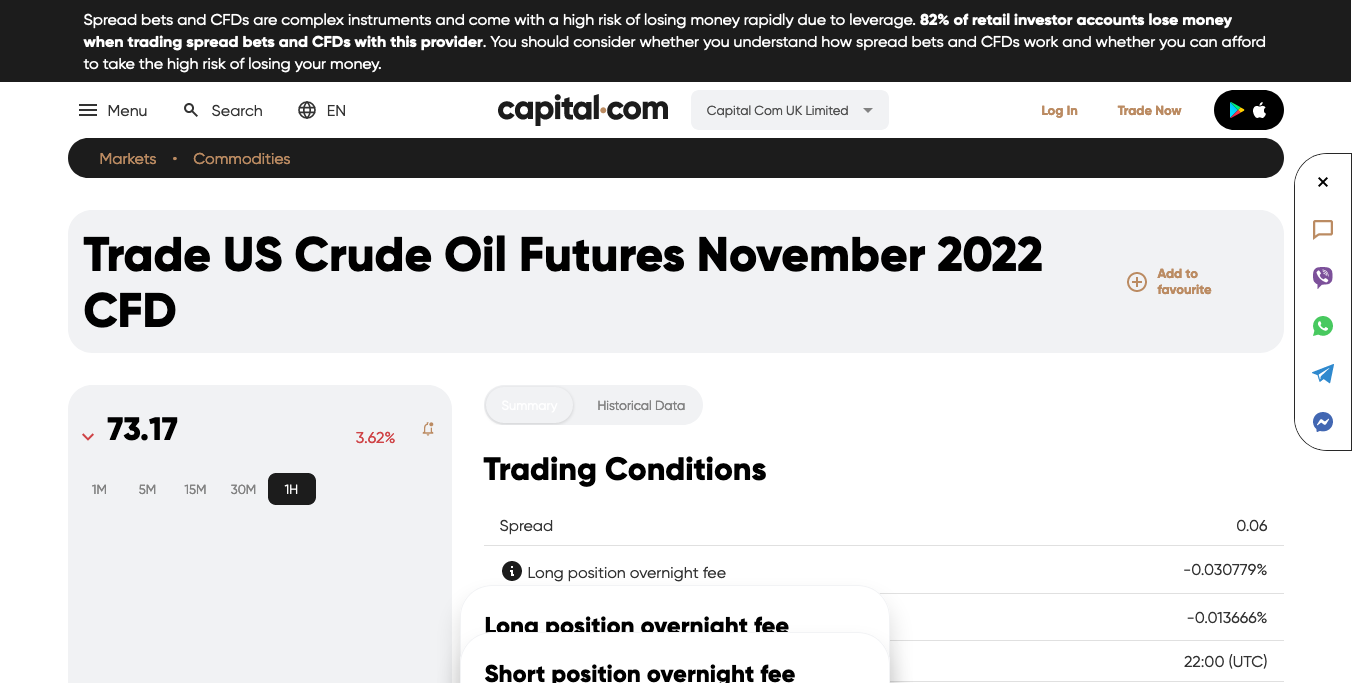 Spread bets and CFDs are complex instruments and come with a high risk of losing money rapidly due to leverage. 82% of retail investor accounts lose money
when trading spread bets and CFDs with this provider. You should consider whether you understand how spread bets and CFDs work and whether you can afford
to take the high risk of losing your money.
Menu Search EN capital.com Capital Com UK Limited Log In Trade Now
Markets • Commodities
Trade US Crude Oil Futures November 2022
CFD
Add to
favourite
73.17 3.62%
1M 5M 15M 30M 1H
Summary Historical Data
Trading Conditions
Spread 0.06
Long position overnight fee -0.030779%
Long position overnight fee -0.013666%
Short position overnight fee 22:00 (UTC)